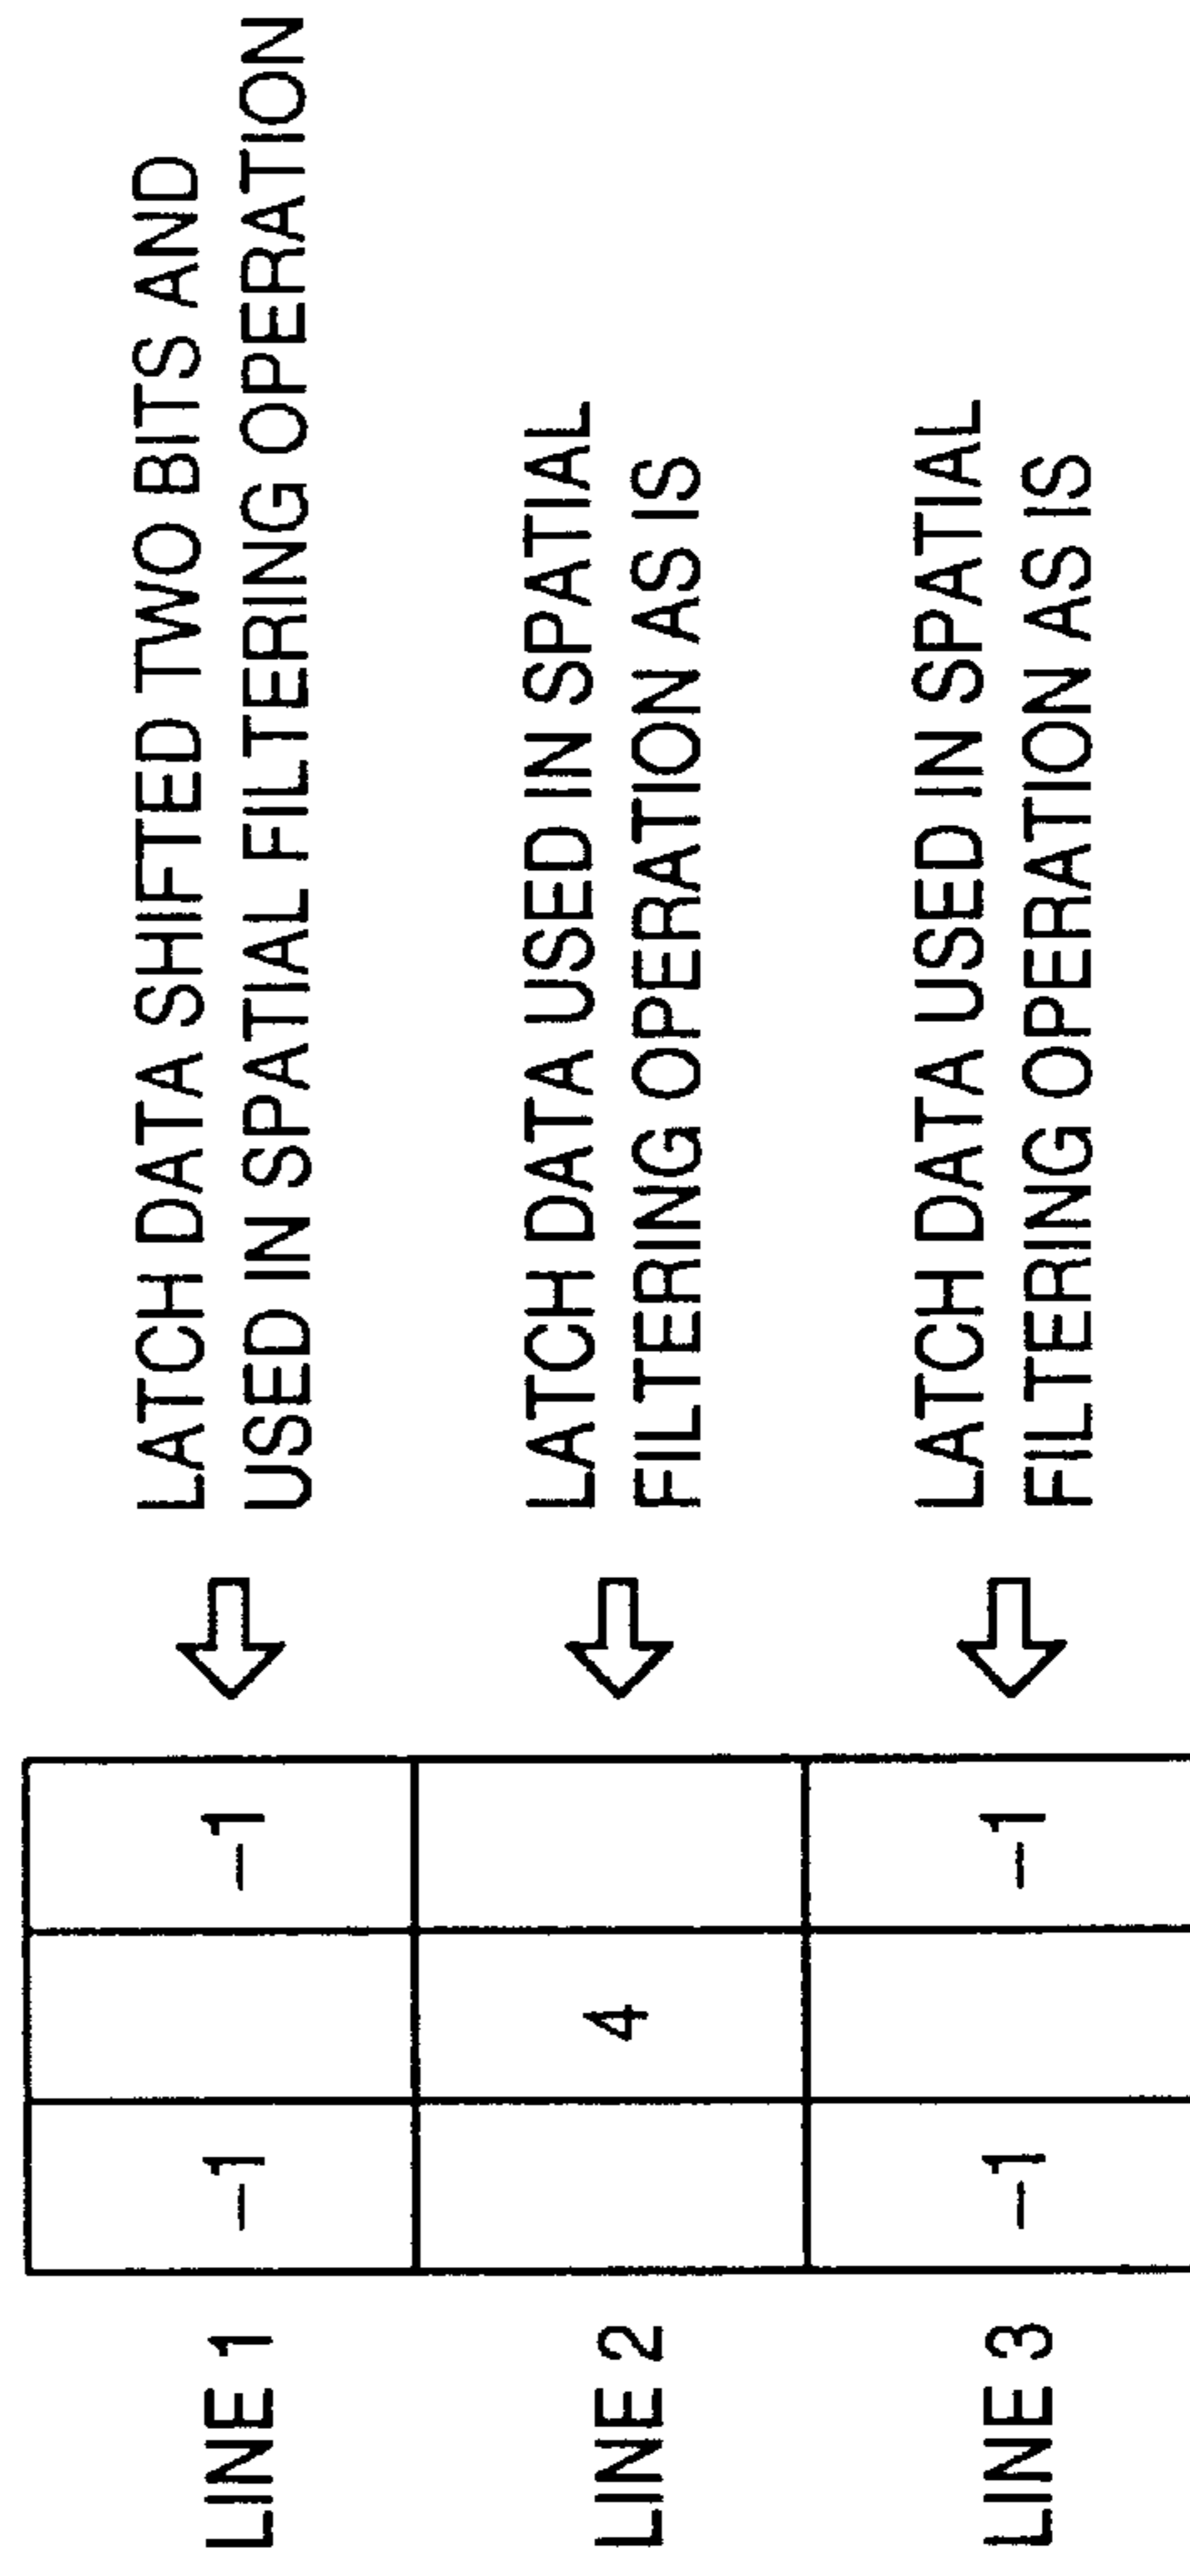 LINE 1
-1
-1
LATCH DATA SHIFTED TWO BITS AND
USED IN SPATIAL FILTERING OPERATION
LINE 2
4
LATCH DATA USED IN SPATIAL
FILTERING OPERATION AS IS
LINE 3
-1
-1
LATCH DATA USED IN SPATIAL
FILTERING OPERATION AS IS